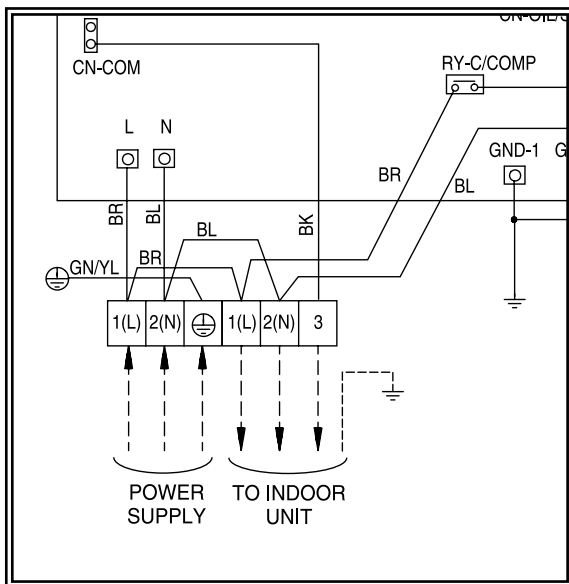 CN-COM
RY-C/COMP
L N
GND-1
BR
BL
BR
BL
BK
BL
BR
GN/YL
1(L) 2(N) 1(L) 2(N) 3
POWER
SUPPLY
TO INDOOR
UNIT